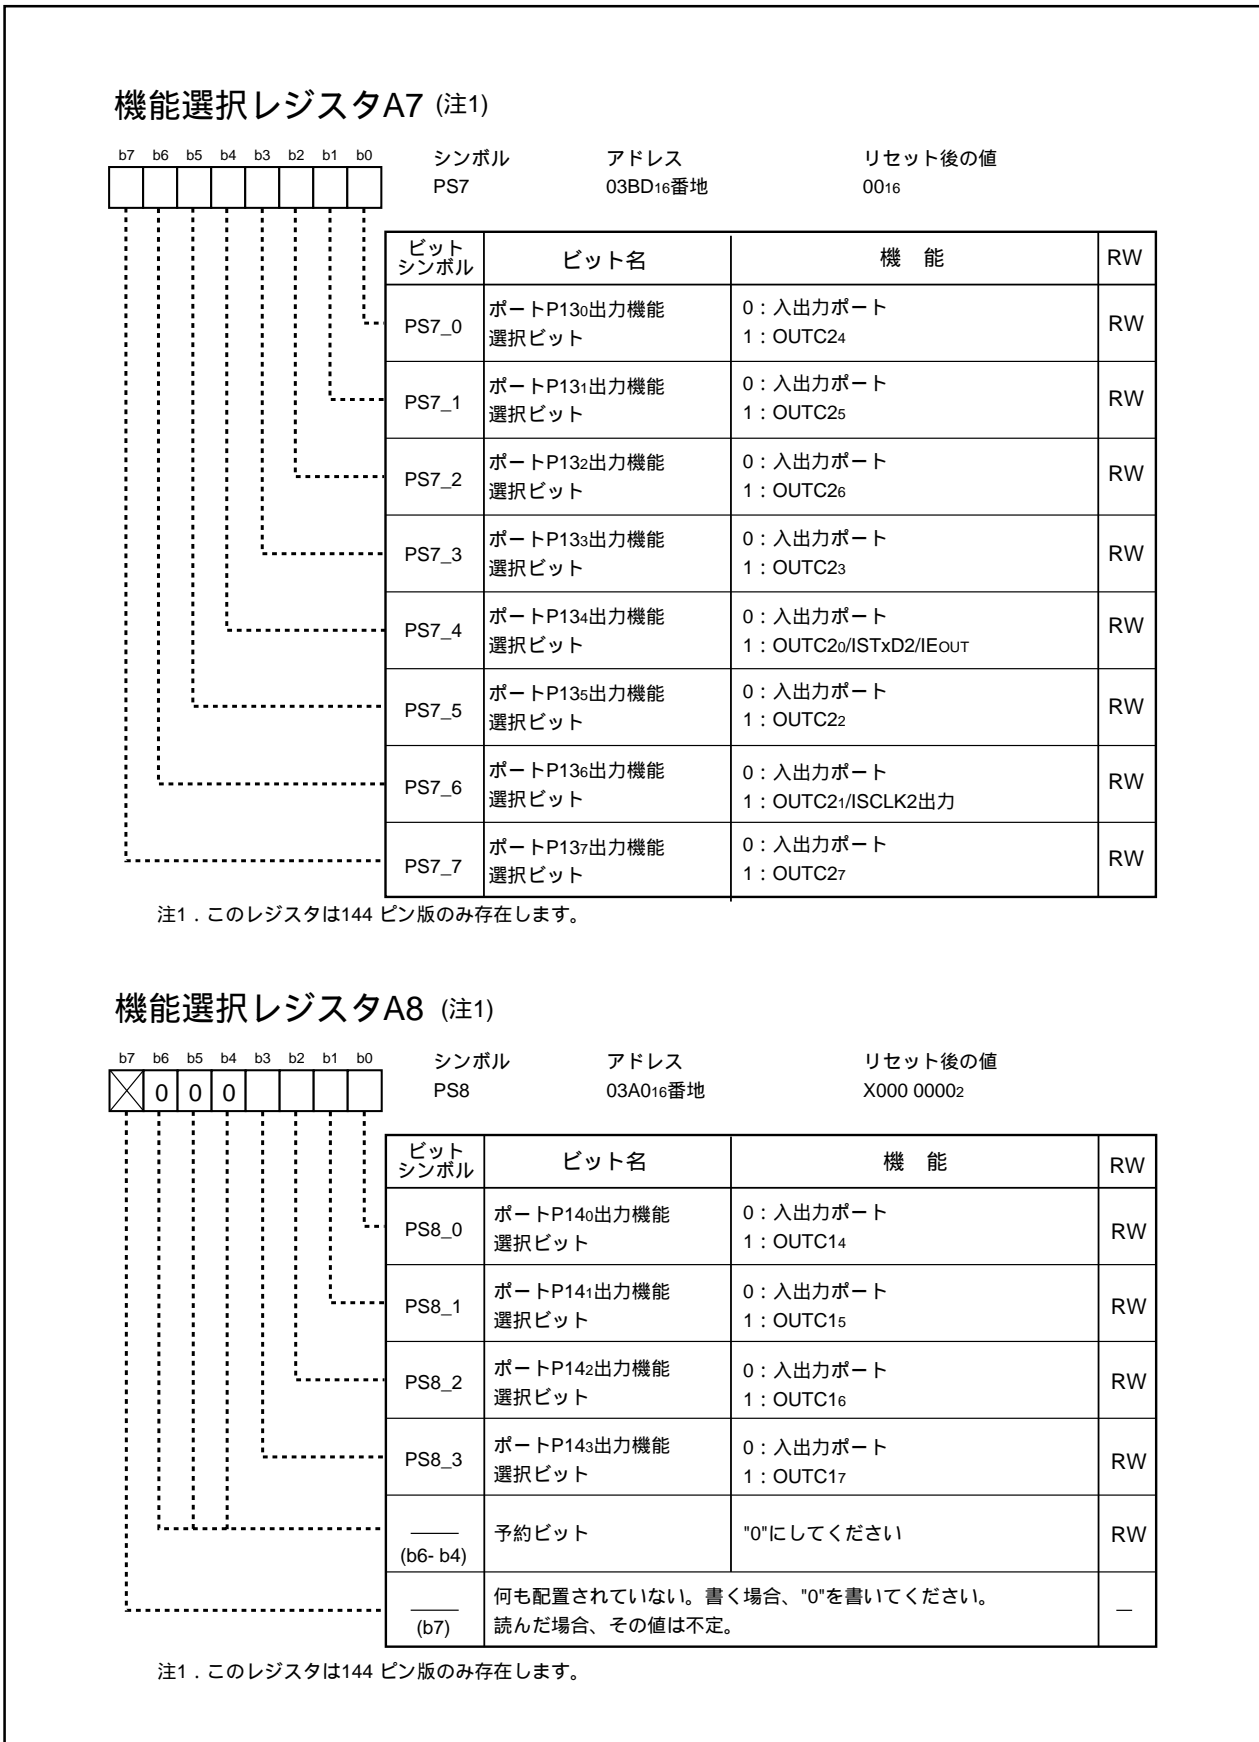 機能選択レジスタA7 (注1)
b7 b6 b5 b4 b3 b2 b1 b0
シンボル アドレス リセット後の値
PS7 03BD16番地 0016
ビット
シンボル ビット名 機 能 RW
PS7_0 ポートP130出力機能 0：入出力ポート RW
選択ビット 1：OUTC24
PS7_1 ポートP131出力機能 0：入出力ポート RW
選択ビット 1：OUTC25
PS7_2 ポートP132出力機能 0：入出力ポート RW
選択ビット 1：OUTC26
PS7_3 ポートP133出力機能 0：入出力ポート RW
選択ビット 1：OUTC23
PS7_4 ポートP134出力機能 0：入出力ポート RW
選択ビット 1：OUTC20/ISTxD2/IEOUT
PS7_5 ポートP135出力機能 0：入出力ポート RW
選択ビット 1：OUTC22
PS7_6 ポートP136出力機能 0：入出力ポート RW
選択ビット 1：OUTC21/ISCLK2出力
PS7_7 ポートP137出力機能 0：入出力ポート RW
選択ビット 1：OUTC27
注1．このレジスタは144 ピン版のみ存在します。
機能選択レジスタA8 (注1)
b7 b6 b5 b4 b3 b2 b1 b0
0 0 0
シンボル アドレス リセット後の値
PS8 03A016番地 X000 00002
ビット
シンボル ビット名 機 能 RW
PS8_0 ポートP140出力機能 0：入出力ポート RW
選択ビット 1：OUTC14
PS8_1 ポートP141出力機能 0：入出力ポート RW
選択ビット 1：OUTC15
PS8_2 ポートP142出力機能 0：入出力ポート RW
選択ビット 1：OUTC16
PS8_3 ポートP143出力機能 0：入出力ポート RW
選択ビット 1：OUTC17
予約ビット "0"にしてください RW
(b6- b4)
何も配置されていない。書く場合、"0"を書いてください。 —
(b7) 読んだ場合、その値は不定。
注1．このレジスタは144 ピン版のみ存在します。